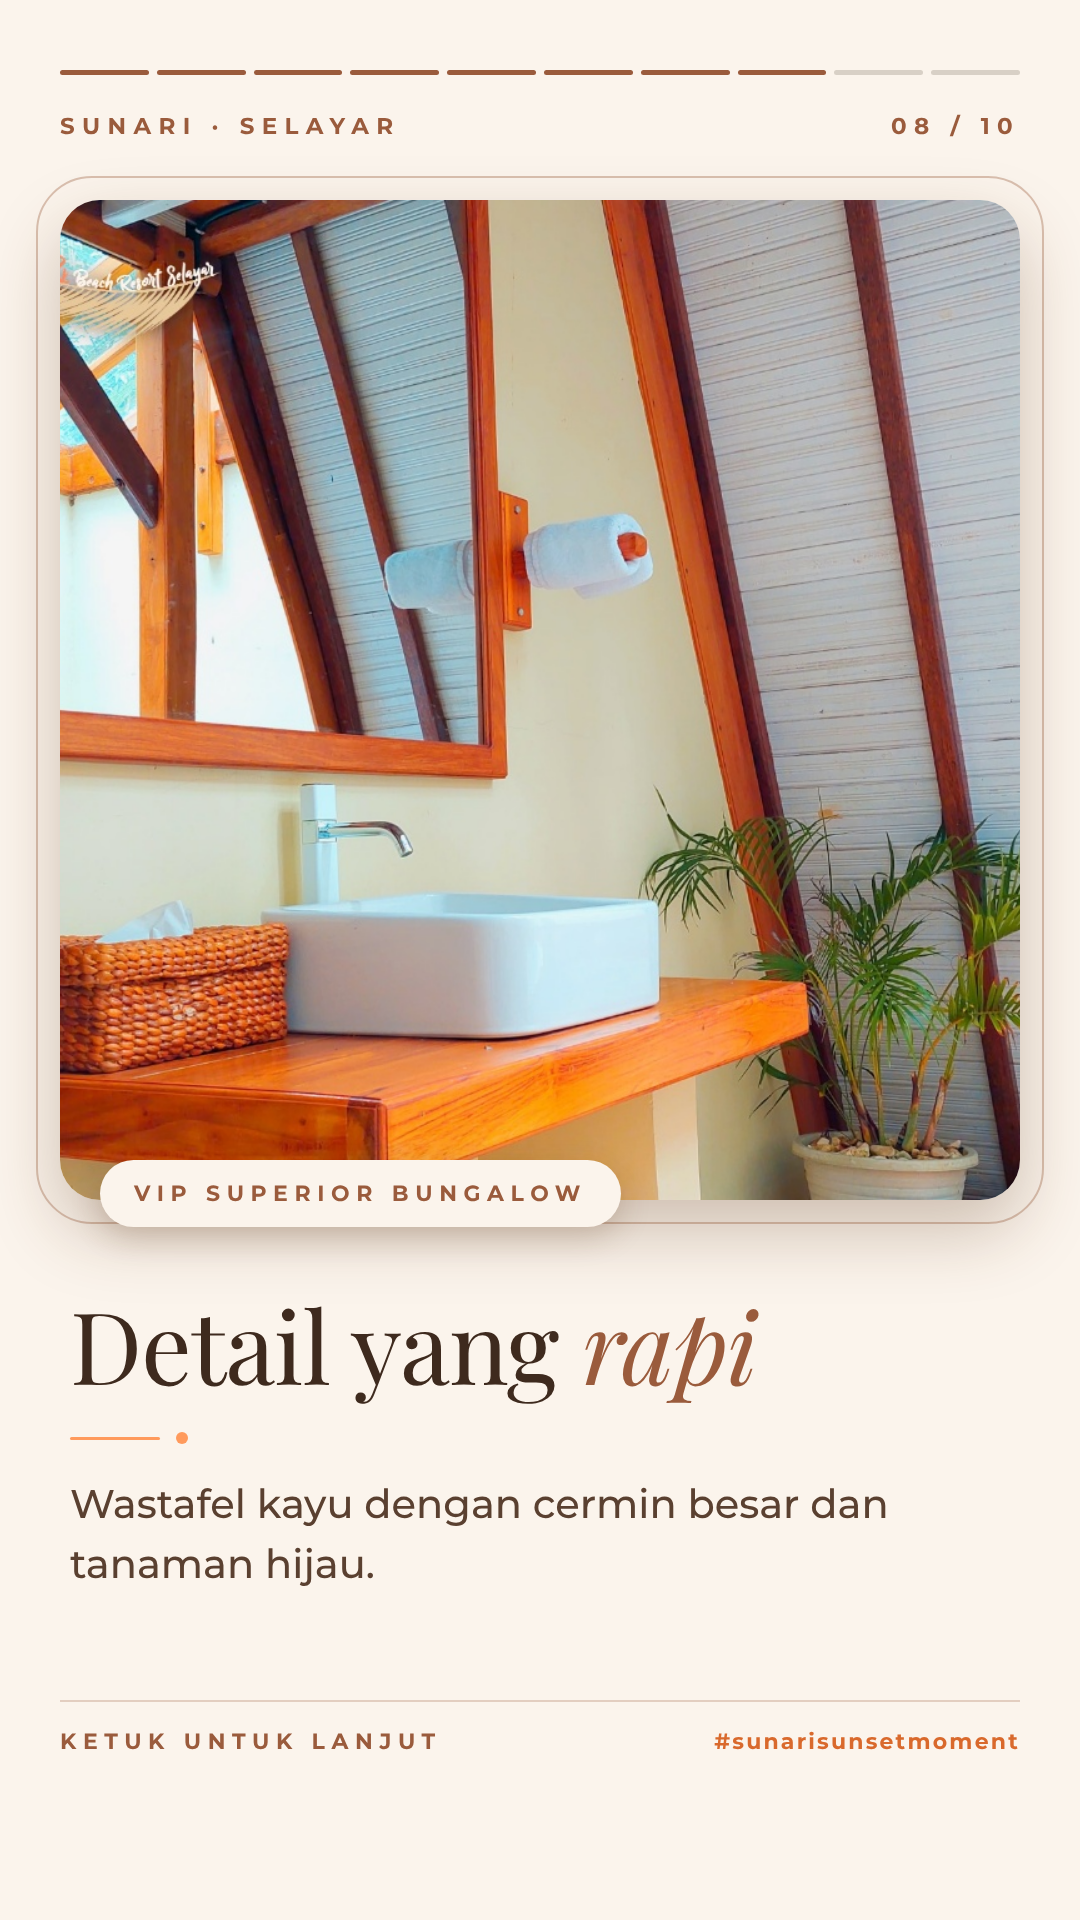 SUNARI · SELAYAR
08 / 10
Beach Resort Selayar
VIP SUPERIOR BUNGALOW
Detail yang rapi
Wastafel kayu dengan cermin besar dan
tanaman hijau.
KETUK UNTUK LANJUT
#sunarisunsetmoment